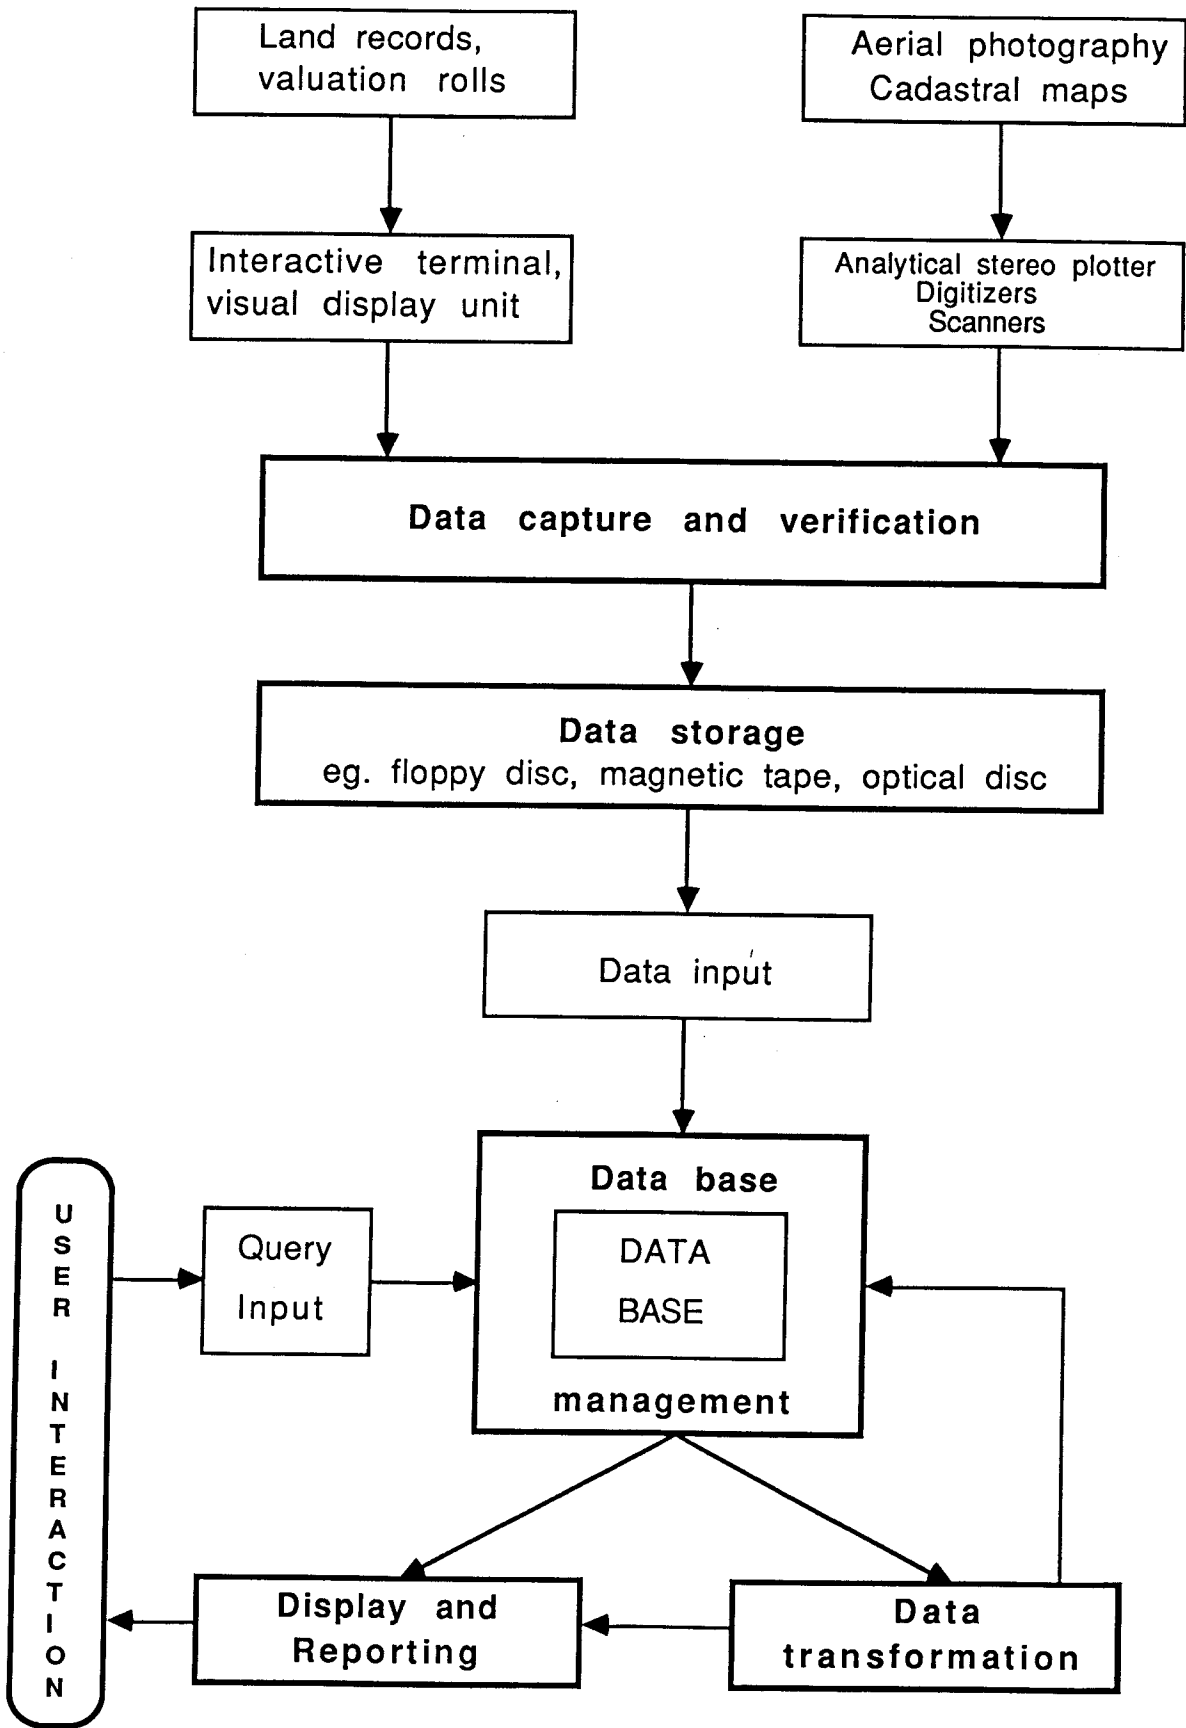 Land records,
valuation rolls
Aerial photography
Cadastral maps
Interactive terminal,
visual display unit
Analytical stereo plotter
Digitizers
Scanners
Data capture and verification
Data storage
eg. floppy disc, magnetic tape, optical disc
Data input
Data base
DATA
BASE
management
Query
Input
USER INTERACTION
Display and
Reporting
Data
transformation